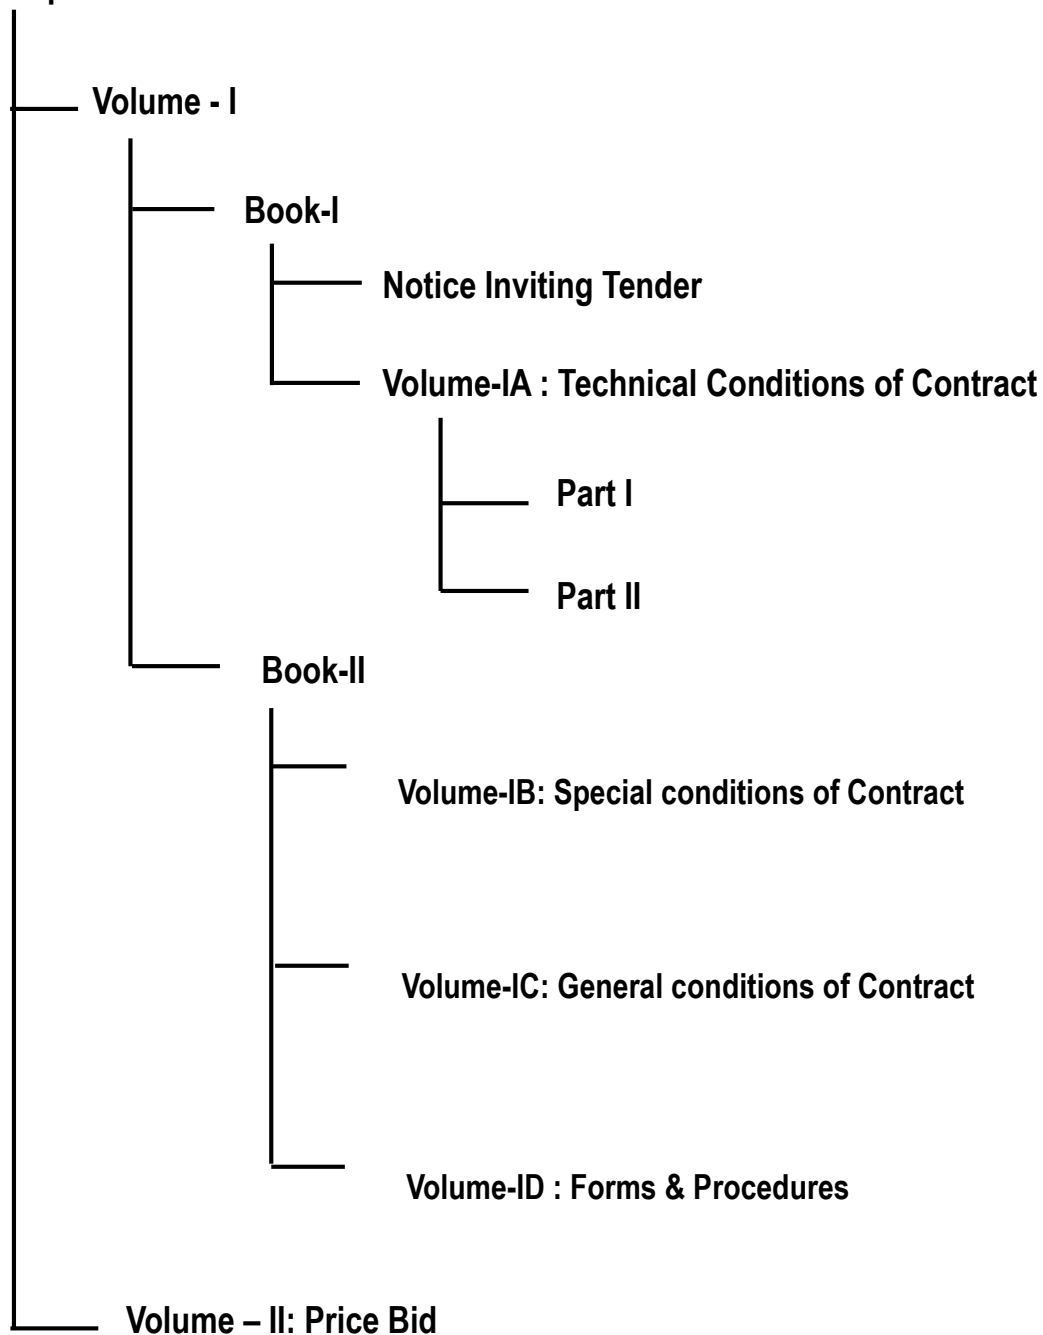 Volume - I
Book-I
Notice Inviting Tender
Volume-IA : Technical Conditions of Contract
Part I
Part II
Book-II
Volume-IB: Special conditions of Contract
Volume-IC: General conditions of Contract
Volume-ID : Forms & Procedures
Volume – II: Price Bid